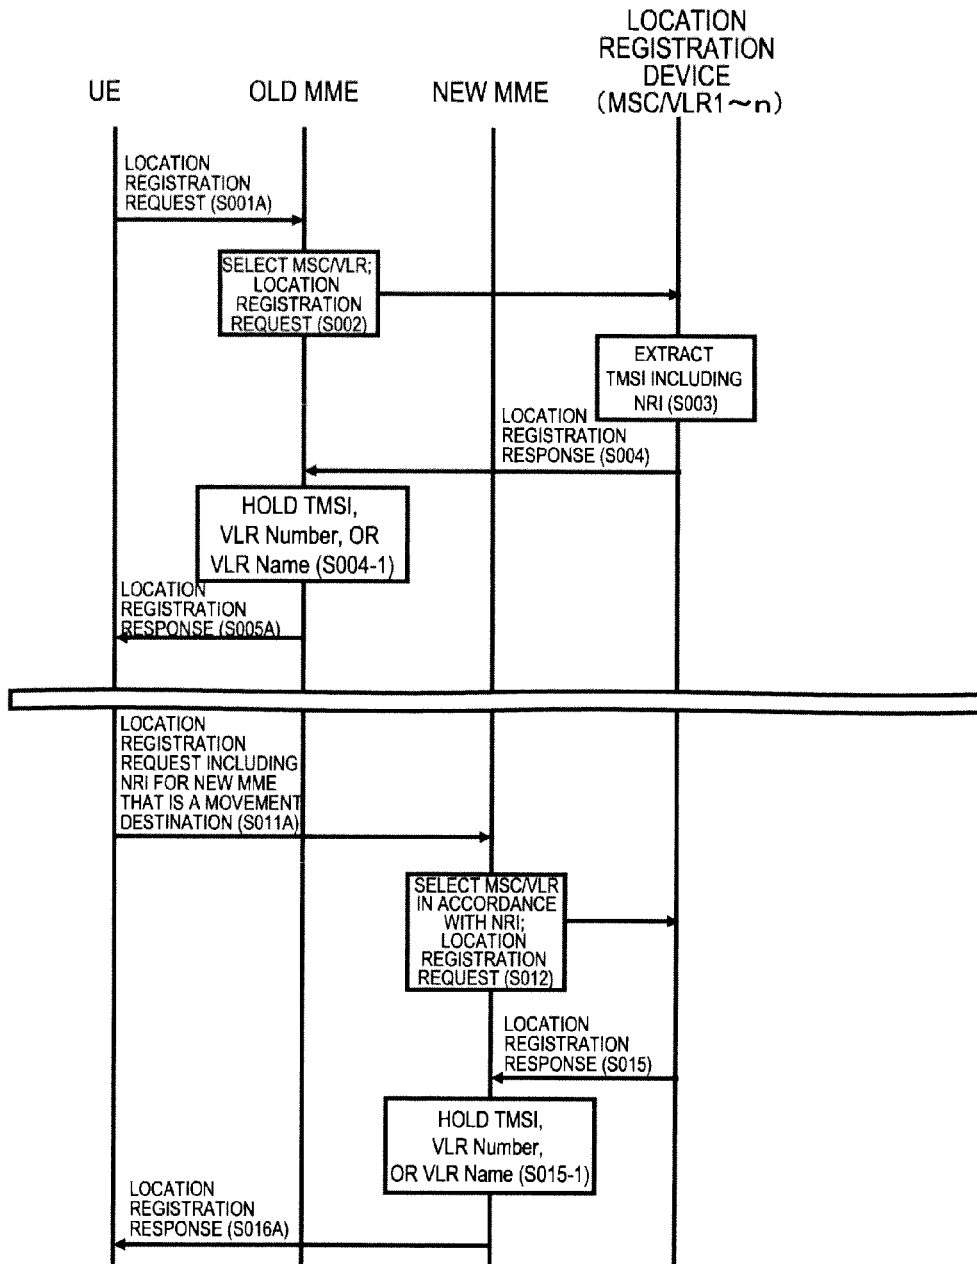 UE
OLD MME
NEW MME
LOCATION
REGISTRATION
DEVICE
(MSC/VLR1~n)
LOCATION
REGISTRATION
REQUEST (S001A)
SELECT MSC/VLR;
LOCATION
REGISTRATION
REQUEST (S002)
EXTRACT
TMSI INCLUDING
NRI (S003)
LOCATION
REGISTRATION
RESPONSE (S004)
HOLD TMSI,
VLR Number, OR
VLR Name (S004-1)
LOCATION
REGISTRATION
RESPONSE (S005A)
LOCATION
REGISTRATION
REQUEST INCLUDING
NRI FOR NEW MME
THAT IS A MOVEMENT
DESTINATION (S011A)
SELECT MSC/VLR
IN ACCORDANCE
WITH NRI;
LOCATION
REGISTRATION
REQUEST (S012)
LOCATION
REGISTRATION
RESPONSE (S015)
HOLD TMSI,
VLR Number,
OR VLR Name (S015-1)
LOCATION
REGISTRATION
RESPONSE (S016A)